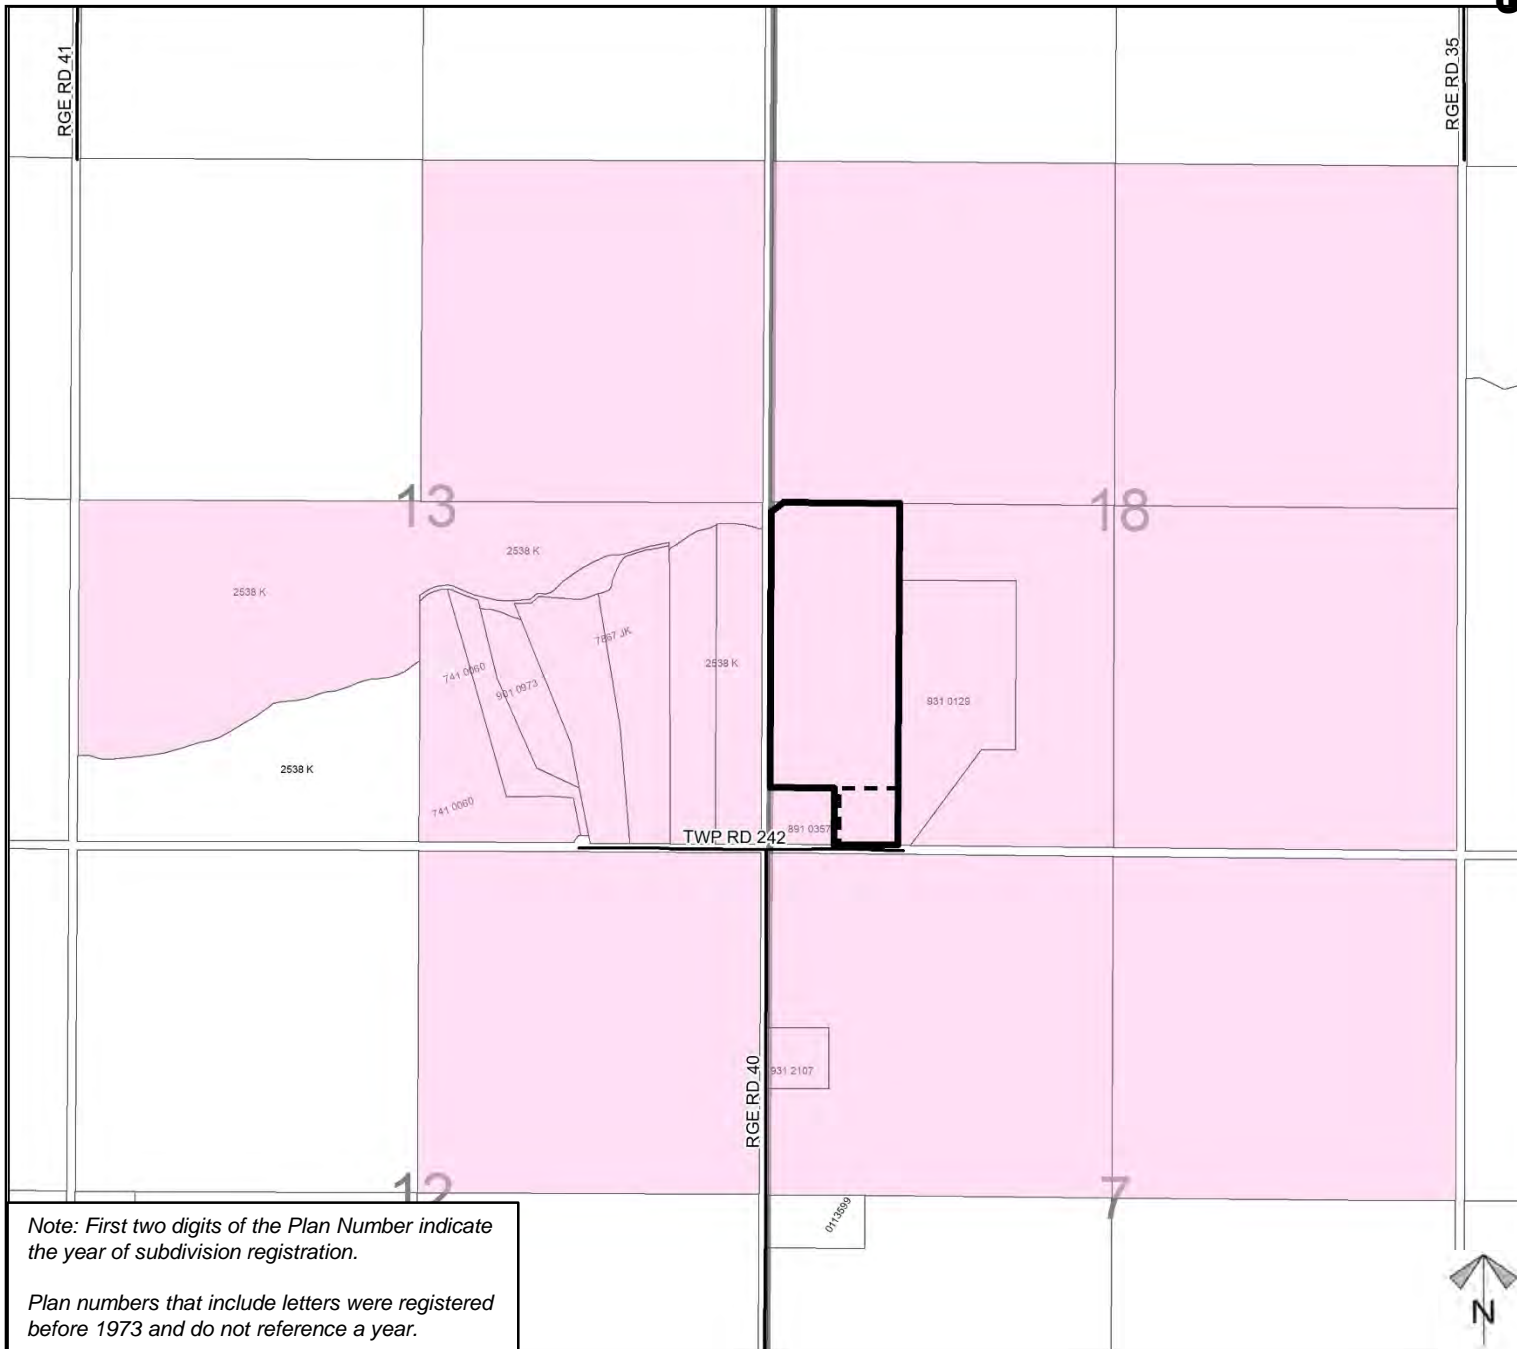 RGE RD 41
RGE RD 35
13
18
2538 K
2538 K
7867 JK
741 0060
901 0973
2538 K
931 0129
2538 K
741 0060
891 0357
TWP RD 242
931 2107
RGE RD 40
12
7
0113599
Note: First two digits of the Plan Number indicate
the year of subdivision registration.
Plan numbers that include letters were registered
before 1973 and do not reference a year.
N